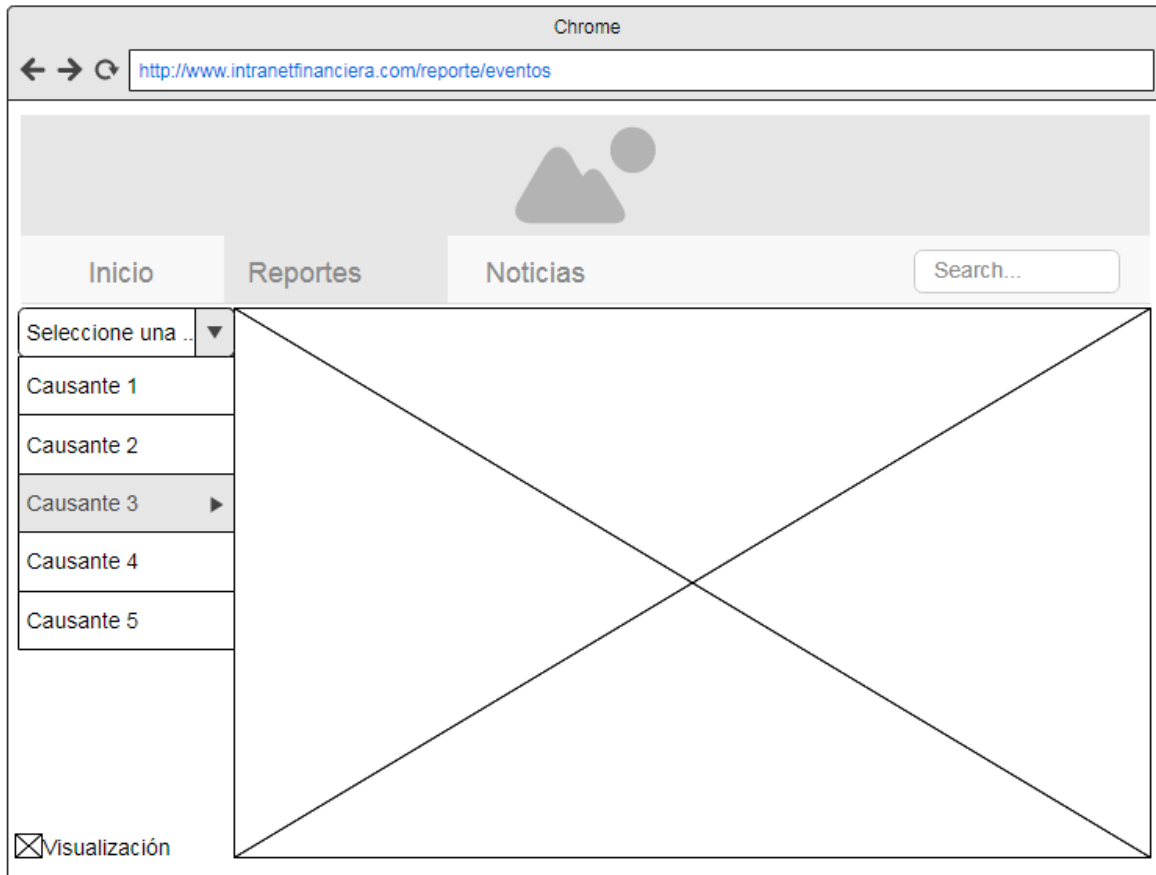 Chrome
http://www.intranetfinanciera.com/reporte/eventos
Inicio Reportes Noticias Search...
Seleccione una ..
Causante 1
Causante 2
Causante 3
Causante 4
Causante 5
Visualización